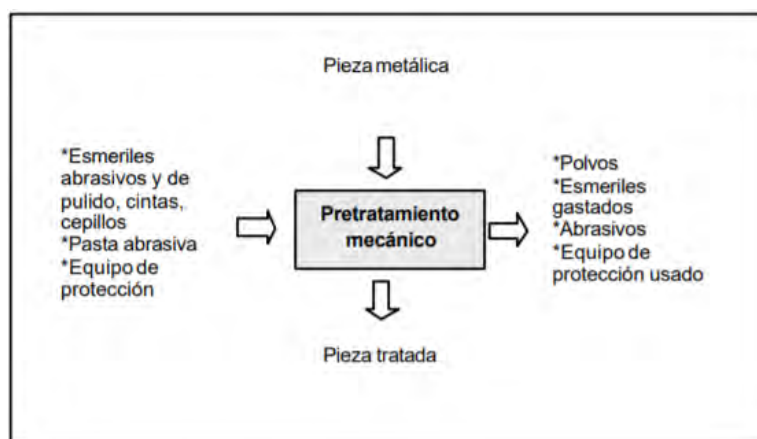 Pieza metálica
*Esmeriles
abrasivos y de
pulido, cintas,
cepillos
*Pasta abrasiva
*Equipo de
protección
Pretratamiento
mecánico
*Polvos
*Esmeriles
gastados
*Abrasivos
*Equipo de
protección usado
Pieza tratada